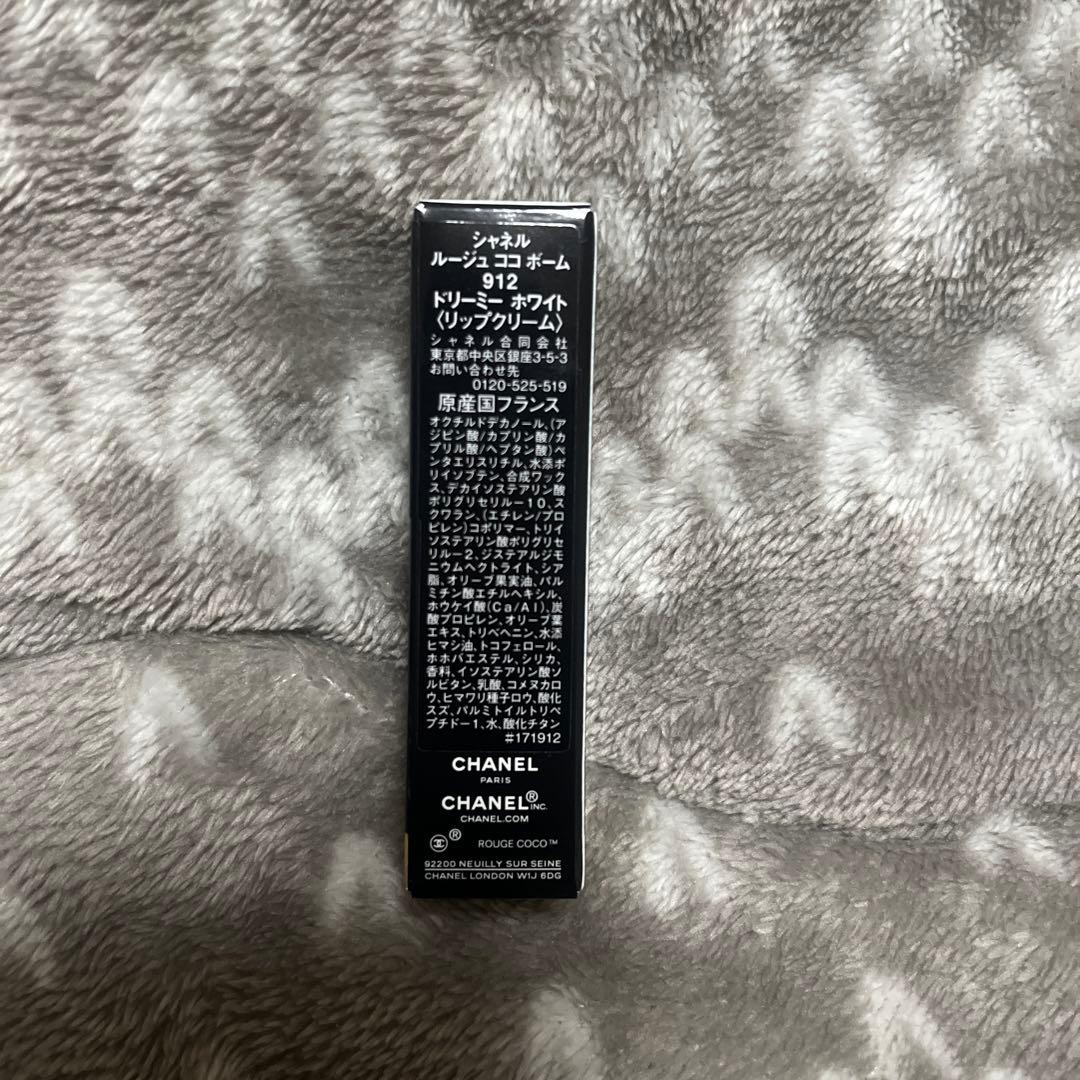 シャネル
ルージュ ココ ボーム
912
ドリーミー ホワイト
〈リップクリーム〉
シャネル合同会社
東京都中央区銀座3-5-3
お問い合わせ先
0120-525-519
原産国フランス
オクチルドデカノール、(ア
ジピン酸/カプリン酸/カ
プリル酸/ヘプタン酸)ペ
ンタエリスリチル、水添ポ
リイソブテン、合成ワック
ス、デカイソステアリン酸
ポリグリセリル－10、ス
クワラン、(エチレン/プロ
ピレン)コポリマー、トリイ
ソステアリン酸ポリグリセ
リル－2、ジステアルジモ
ニウムヘクトライト、シア
脂、オリーブ果実油、パル
ミチン酸エチルヘキシル、
ホウケイ酸(Ca/Al)、炭
酸プロピレン、オリーブ葉
エキス、トリベヘニン、水添
ヒマシ油、トコフェロール、
ホホバエステル、シリカ、
香料、イソステアリン酸ソ
ルビタン、乳酸、コメヌカロ
ウ、ヒマワリ種子ロウ、酸化
スズ、パルミトイルトリペ
プチド－1、水、酸化チタン
#171912
CHANEL
PARIS
CHANEL® INC.
CHANEL.COM
® ROUGE COCO™
92200 NEUILLY SUR SEINE
CHANEL LONDON W1J 6DG